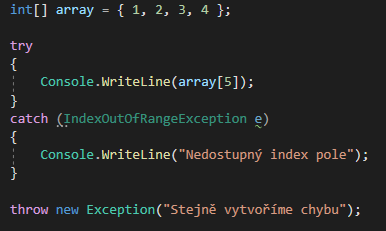 int[] array = { 1, 2, 3, 4 };
try
{
Console.WriteLine(array[5]);
}
catch (IndexOutOfRangeException e)
{
Console.WriteLine("Nedostupný index pole");
}
throw new Exception("Stejně vytvoříme chybu");